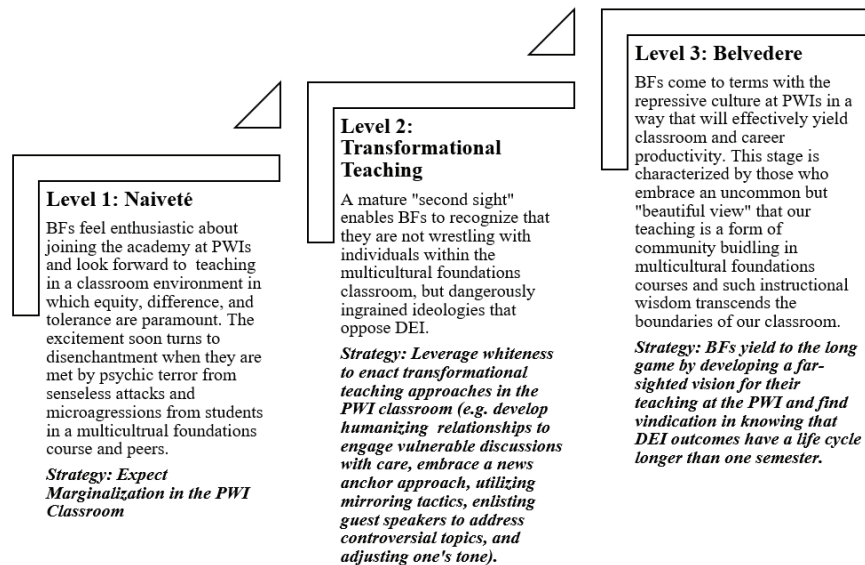 Level 1: Naiveté
BFs feel enthusiastic about
joining the academy at PWIs
and look forward to teaching
in a classroom environment in
which equity, difference, and
tolerance are paramount. The
excitement soon turns to
disenchantment when they are
met by psychic terror from
senseless attacks and
microagressions from students
in a multicultrual foundations
course and peers.
Strategy: Expect
Marginalization in the PWI
Classroom
Level 2:
Transformational
Teaching
A mature "second sight"
enables BFs to recognize that
they are not wrestling with
individuals within the
multicultural foundations
classroom, but dangerously
ingrained ideologies that
oppose DEI.
Strategy: Leverage whiteness
to enact transformational
teaching approaches in the
PWI classroom (e.g. develop
humanizing relationships to
engage vulnerable discussions
with care, embrace a news
anchor approach, utilizing
mirroring tactics, enlisting
guest speakers to address
controversial topics, and
adjusting one's tone).
Level 3: Belvedere
BFs come to terms with the
repressive culture at PWIs in a
way that will effectively yield
classroom and career
productivity. This stage is
characterized by those who
embrace an uncommon but
"beautiful view" that our
teaching is a form of
community buidling in
multicultural foundations
courses and such instructional
wisdom transcends the
boundaries of our classroom.
Strategy: BFs yield to the long
game by developing a far-
sighted vision for their
teaching at the PWI and find
vindication in knowing that
DEI outcomes have a life cycle
longer than one semester.